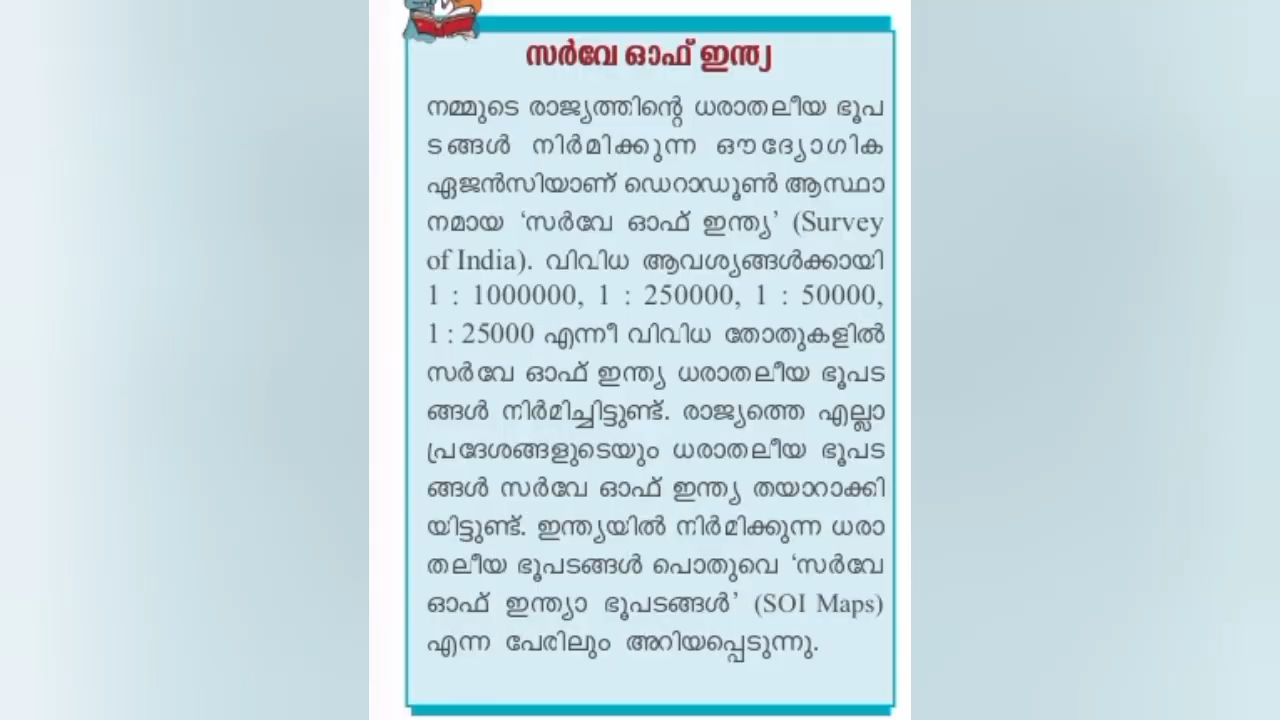 സർവേ ഓഫ് ഇന്ത്യ
നമ്മുടെ രാജ്യത്തിന്റെ ധരാതലീയ ഭൂപ
ടങ്ങൾ നിർമിക്കുന്ന ഔദ്യോഗിക
ഏജൻസിയാണ് ഡെറാഡൂൺ ആസ്ഥാ
നമായ ‘സർവേ ഓഫ് ഇന്ത്യ’ (Survey
of India). വിവിധ ആവശ്യങ്ങൾക്കായി
1 : 1000000, 1 : 250000, 1 : 50000,
1 : 25000 എന്നീ വിവിധ തോതുകളിൽ
സർവേ ഓഫ് ഇന്ത്യ ധരാതലീയ ഭൂപട
ങ്ങൾ നിർമിച്ചിട്ടുണ്ട്. രാജ്യത്തെ എല്ലാ
പ്രദേശങ്ങളുടെയും ധരാതലീയ ഭൂപട
ങ്ങൾ സർവേ ഓഫ് ഇന്ത്യ തയാറാക്കി
യിട്ടുണ്ട്. ഇന്ത്യയിൽ നിർമിക്കുന്ന ധരാ
തലീയ ഭൂപടങ്ങൾ പൊതുവെ ‘സർവേ
ഓഫ് ഇന്ത്യാ ഭൂപടങ്ങൾ’ (SOI Maps)
എന്ന പേരിലും അറിയപ്പെടുന്നു.